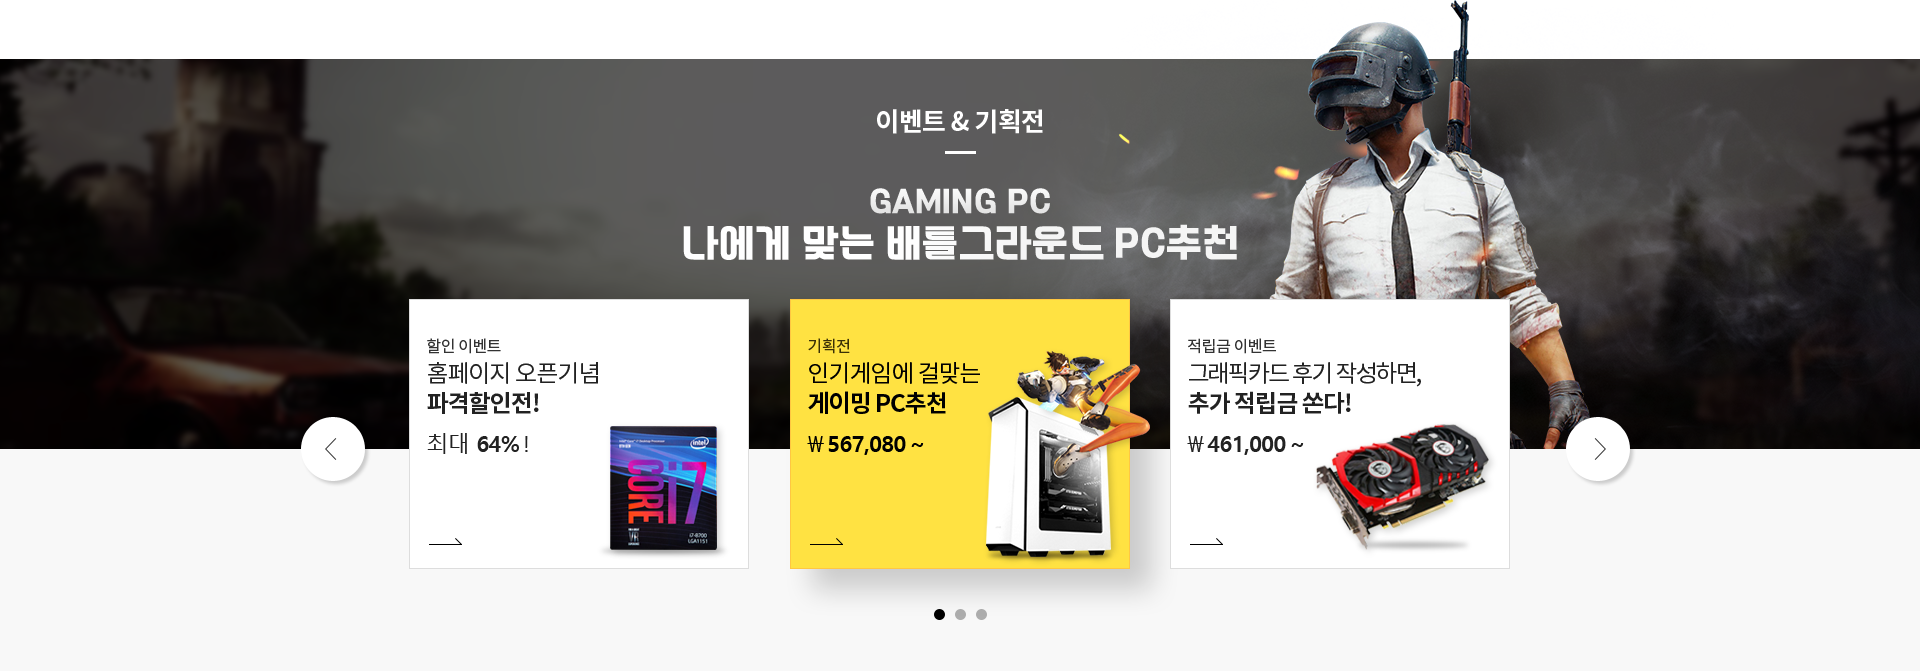 이벤트 & 기획전
GAMING PC
나에게 맞는 배틀그라운드 PC추천
할인 이벤트
홈페이지 오픈기념
파격할인전!
최대 64% !
intel
CORE i7
i7-8700
LGA1151
기획전
인기게임에 걸맞는
게이밍 PC추천
₩ 567,080 ~
적립금 이벤트
그래픽카드 후기 작성하면,
추가 적립금 쏜다!
₩ 461,000 ~